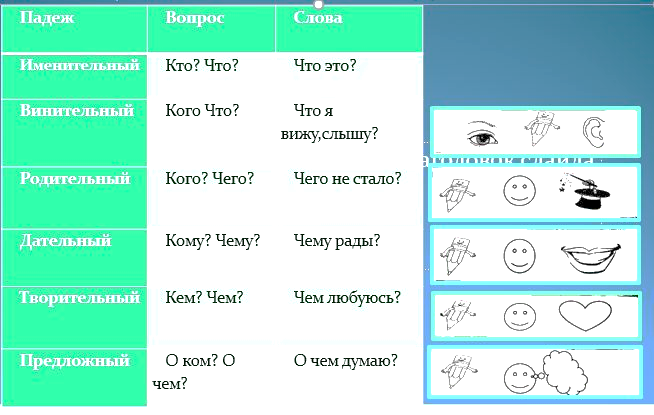 Падеж Вопрос Слова
Именительный Кто? Что? Что это?
Винительный Кого Что? Что я
вижу,слышу?
Родительный Кого? Чего? Чего не стало?
Дательный Кому? Чему? Чему рады?
Творительный Кем? Чем? Чем любуюсь?
Предложный О ком? О
чем? О чем думаю?